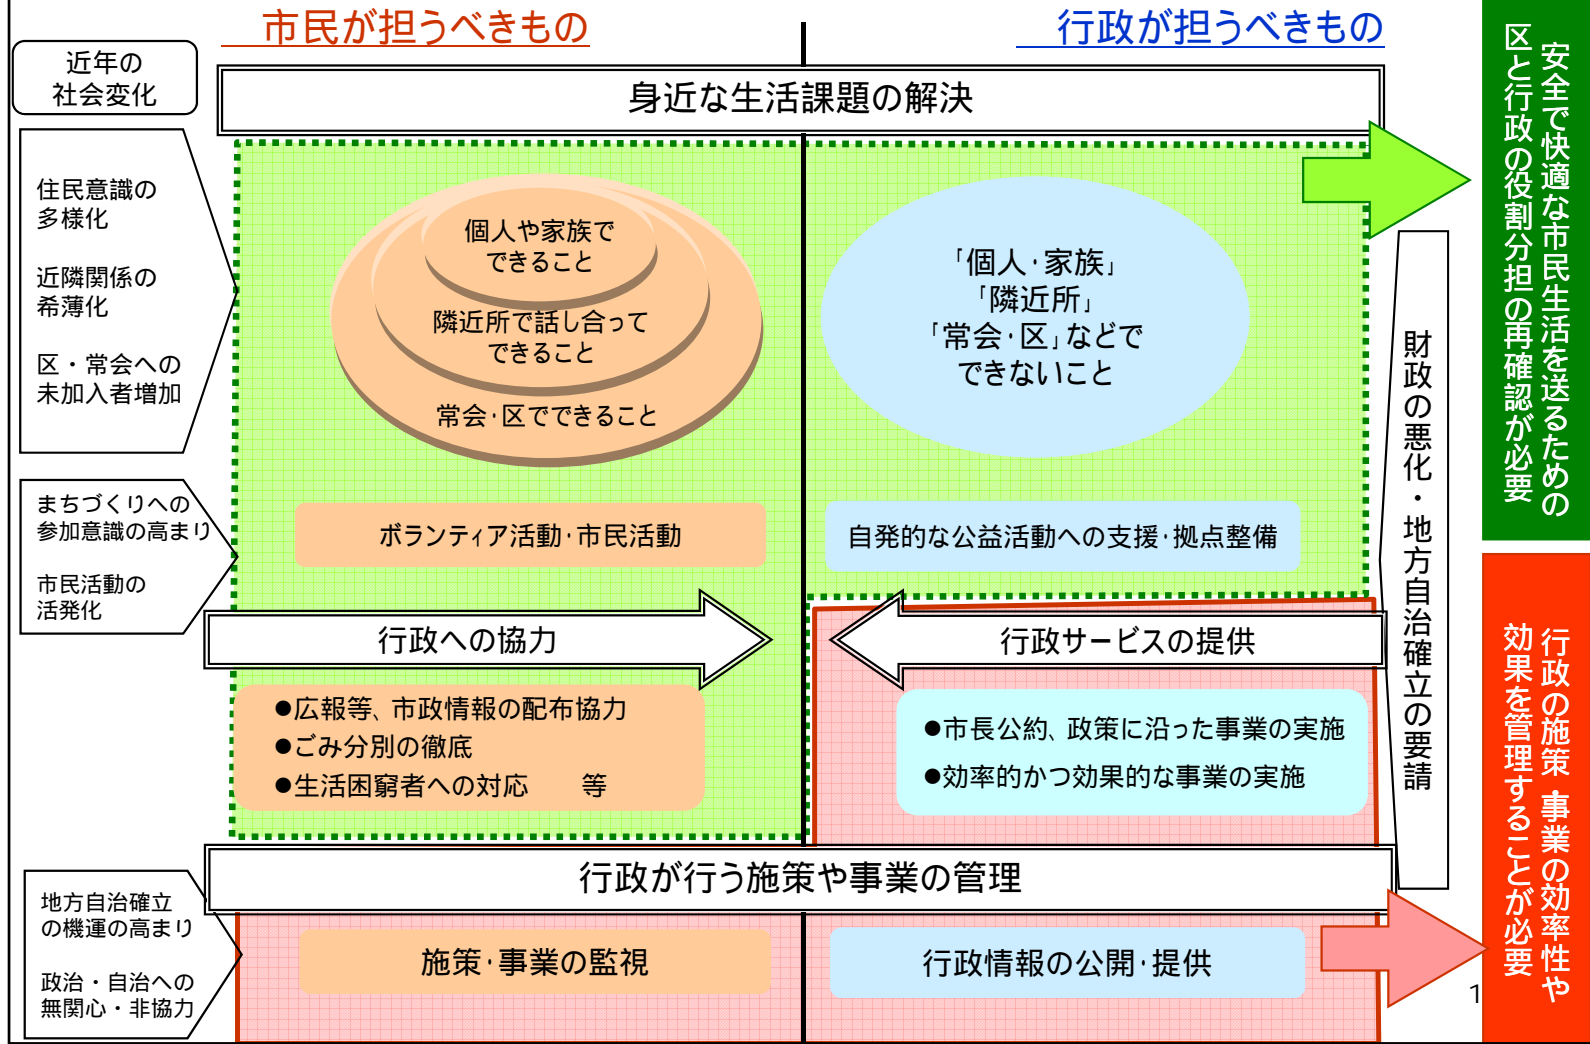 市民が担うべきもの
行政が担うべきもの
近年の
社会変化
身近な生活課題の解決
住民意識の
多様化
近隣関係の
希薄化
区・常会への
未加入者増加
個人や家族で
できること
隣近所で話し合って
できること
常会・区でできること
「個人・家族」
「隣近所」
「常会・区」などで
できないこと
まちづくりへの
参加意識の高まり
市民活動の
活発化
ボランティア活動・市民活動
自発的な公益活動への支援・拠点整備
行政への協力
行政サービスの提供
●広報等、市政情報の配布協力
●ごみ分別の徹底
●生活困窮者への対応　　等
●市長公約、政策に沿った事業の実施
●効率的かつ効果的な事業の実施
行政が行う施策や事業の管理
地方自治確立
の機運の高まり
政治・自治への
無関心・非協力
施策・事業の監視
行政情報の公開・提供
財政の悪化・地方自治確立の要請
安全で快適な市民生活を送るための
区と行政の役割分担の再確認が必要
行政の施策・事業の効率性や
効果を管理することが必要
1